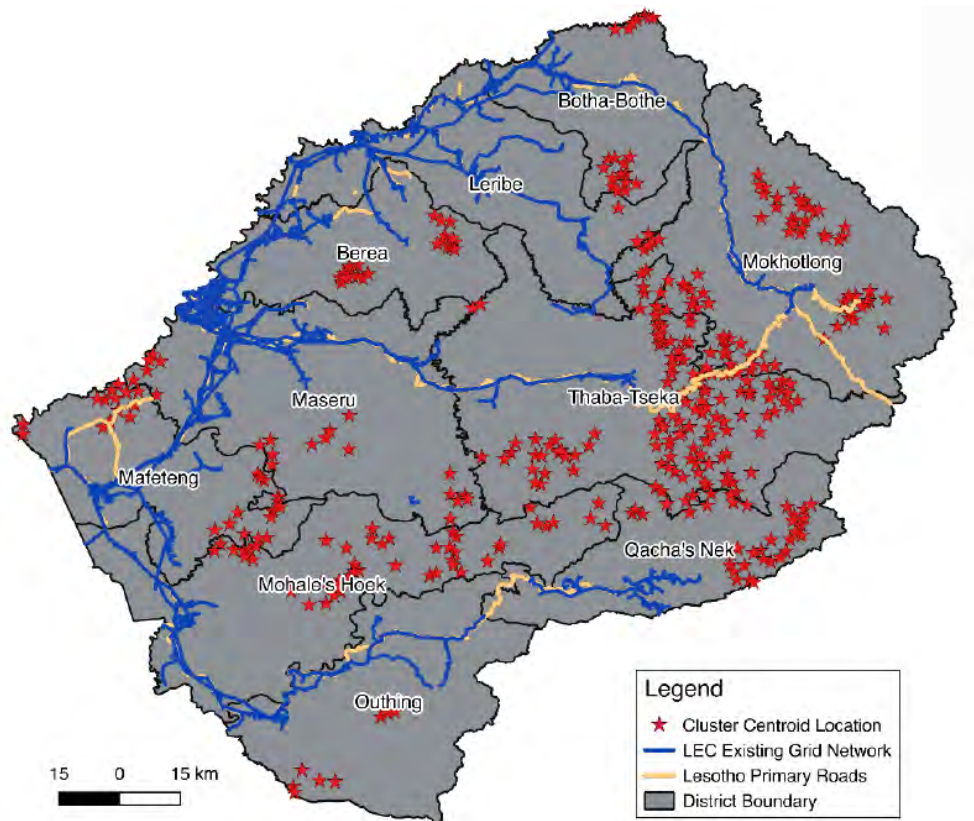 Botha-Bothe
Leribe
Berea
Mokhotlong
Maseru
Thaba-Tseka
Mafeteng
Qacha's Nek
Mohale's Hoek
Outhing
15 0 15 km
Legend
Cluster Centroid Location
LEC Existing Grid Network
Lesotho Primary Roads
District Boundary